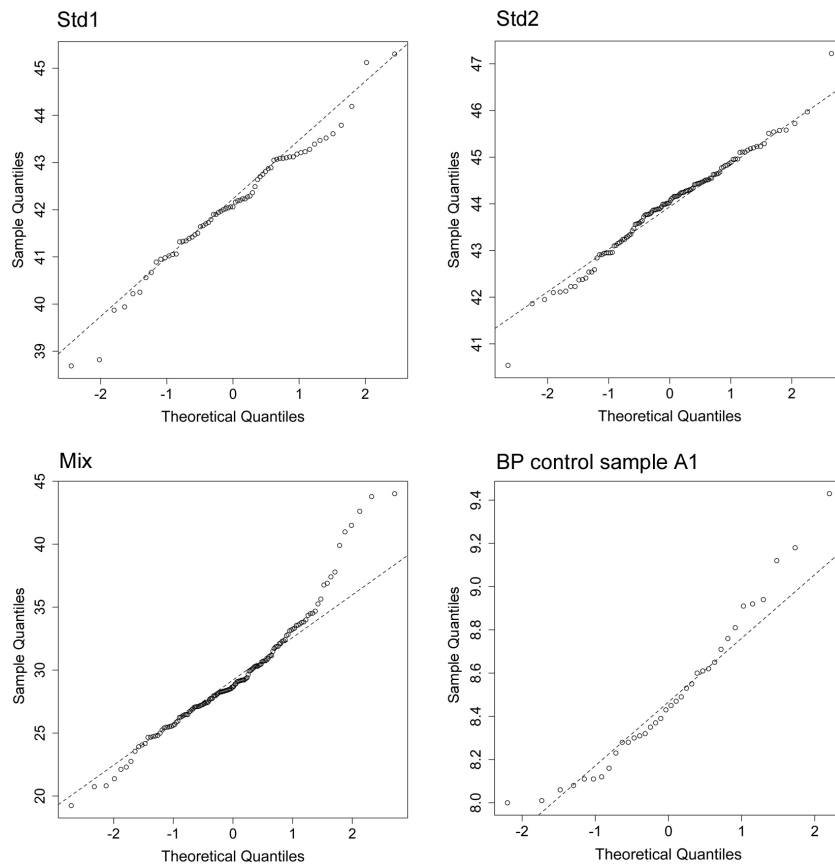 Std1
45
44
43
42
41
40
39
Sample Quantiles
-2 -1 0 1 2
Theoretical Quantiles
Std2
47
46
45
44
43
42
41
Sample Quantiles
-2 -1 0 1 2
Theoretical Quantiles
Mix
45
40
35
30
25
20
Sample Quantiles
-2 -1 0 1 2
Theoretical Quantiles
BP control sample A1
9.4
9.2
9.0
8.8
8.6
8.4
8.2
8.0
Sample Quantiles
-2 -1 0 1 2
Theoretical Quantiles